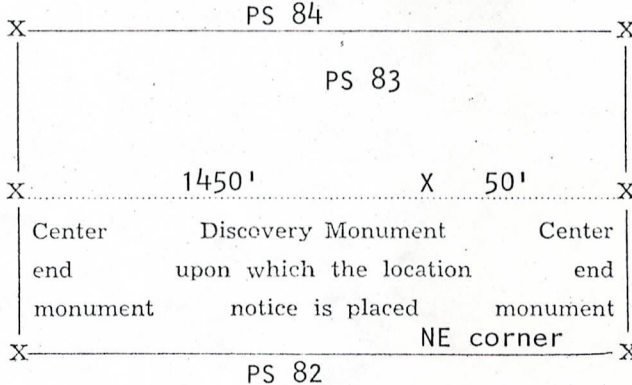 PS 84
X X
PS 83
1450' X 50'
X X
Center Discovery Monument Center
end upon which the location end
monument notice is placed monument
NE corner
X X
PS 82